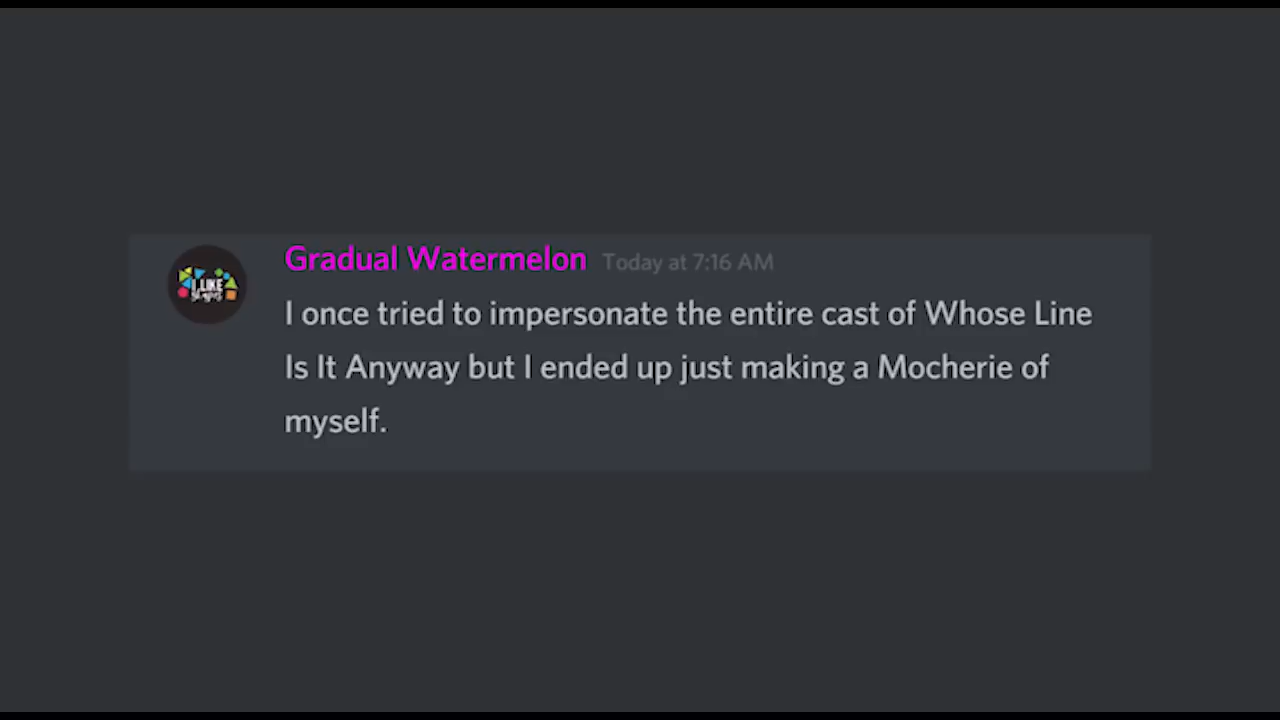 I LIKE
Gradual Watermelon Today at 7:16 AM
I once tried to impersonate the entire cast of Whose Line
Is It Anyway but I ended up just making a Mocherie of
myself.